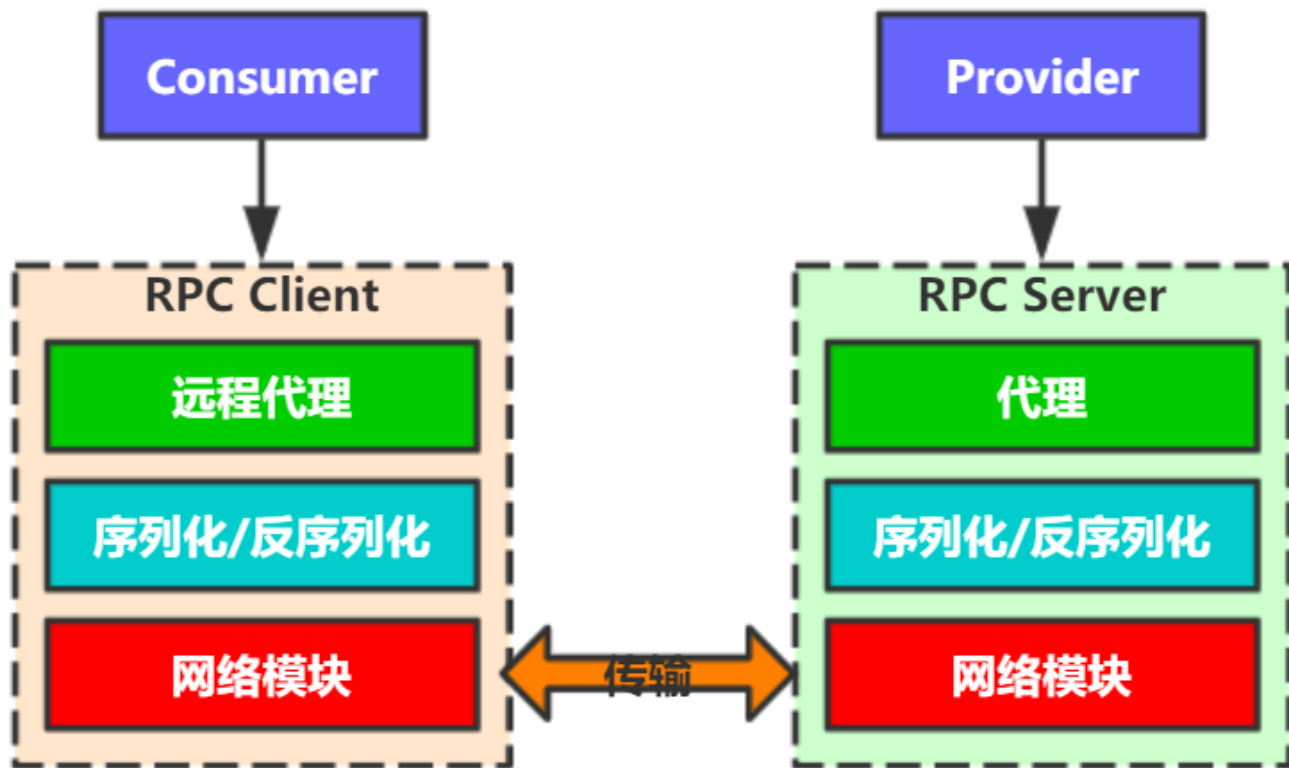 Consumer
Provider
RPC Client
RPC Server
远程代理
代理
序列化/反序列化
序列化/反序列化
网络模块
传输
网络模块